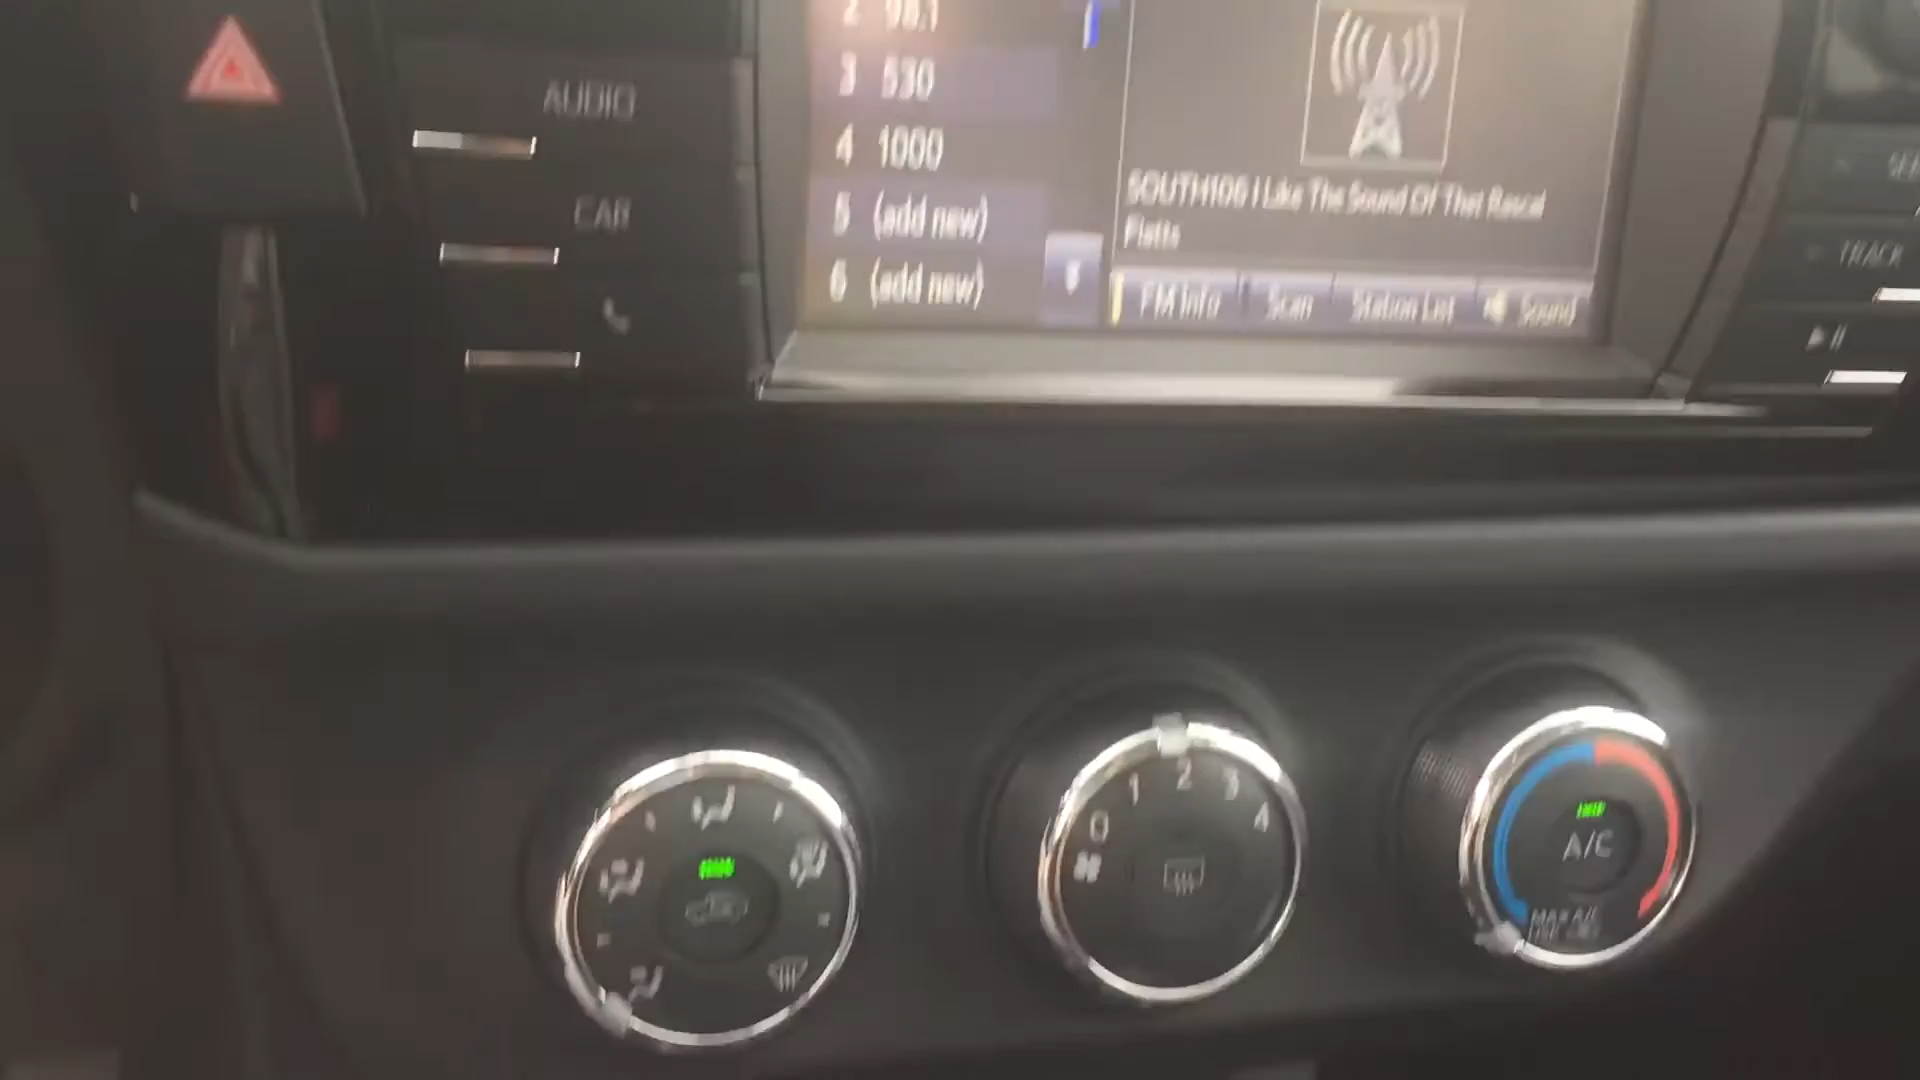 2 98.1
3 530
4 1000
5 (add new)
6 (add new)
AUDIO
CAR
SOUTH106 I Like The Sound Of That Rascal
Flatts
FM Info
Scan
Station List
Sound
TRACK
0 1 2 3 4
A/C
MAX A/C